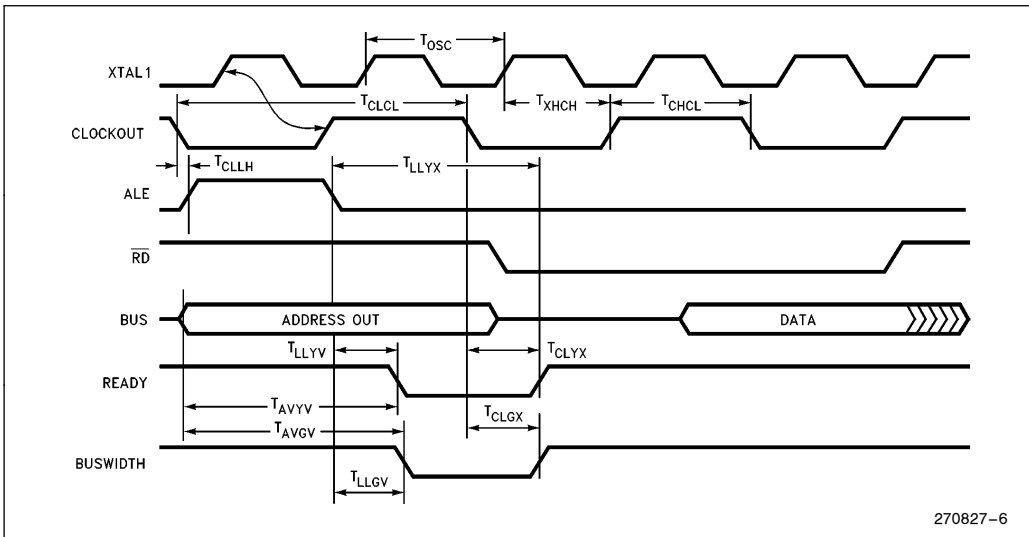 T_OSC
XTAL1
T_CLCL
T_XHCH
T_CHCL
CLOCKOUT
T_CLLH
T_LLYX
ALE
RD
BUS
ADDRESS OUT
DATA
T_LLYV
T_CLYX
READY
T_AVYV
T_CLGX
T_AVGV
BUSWIDTH
T_LLGV
270827-6